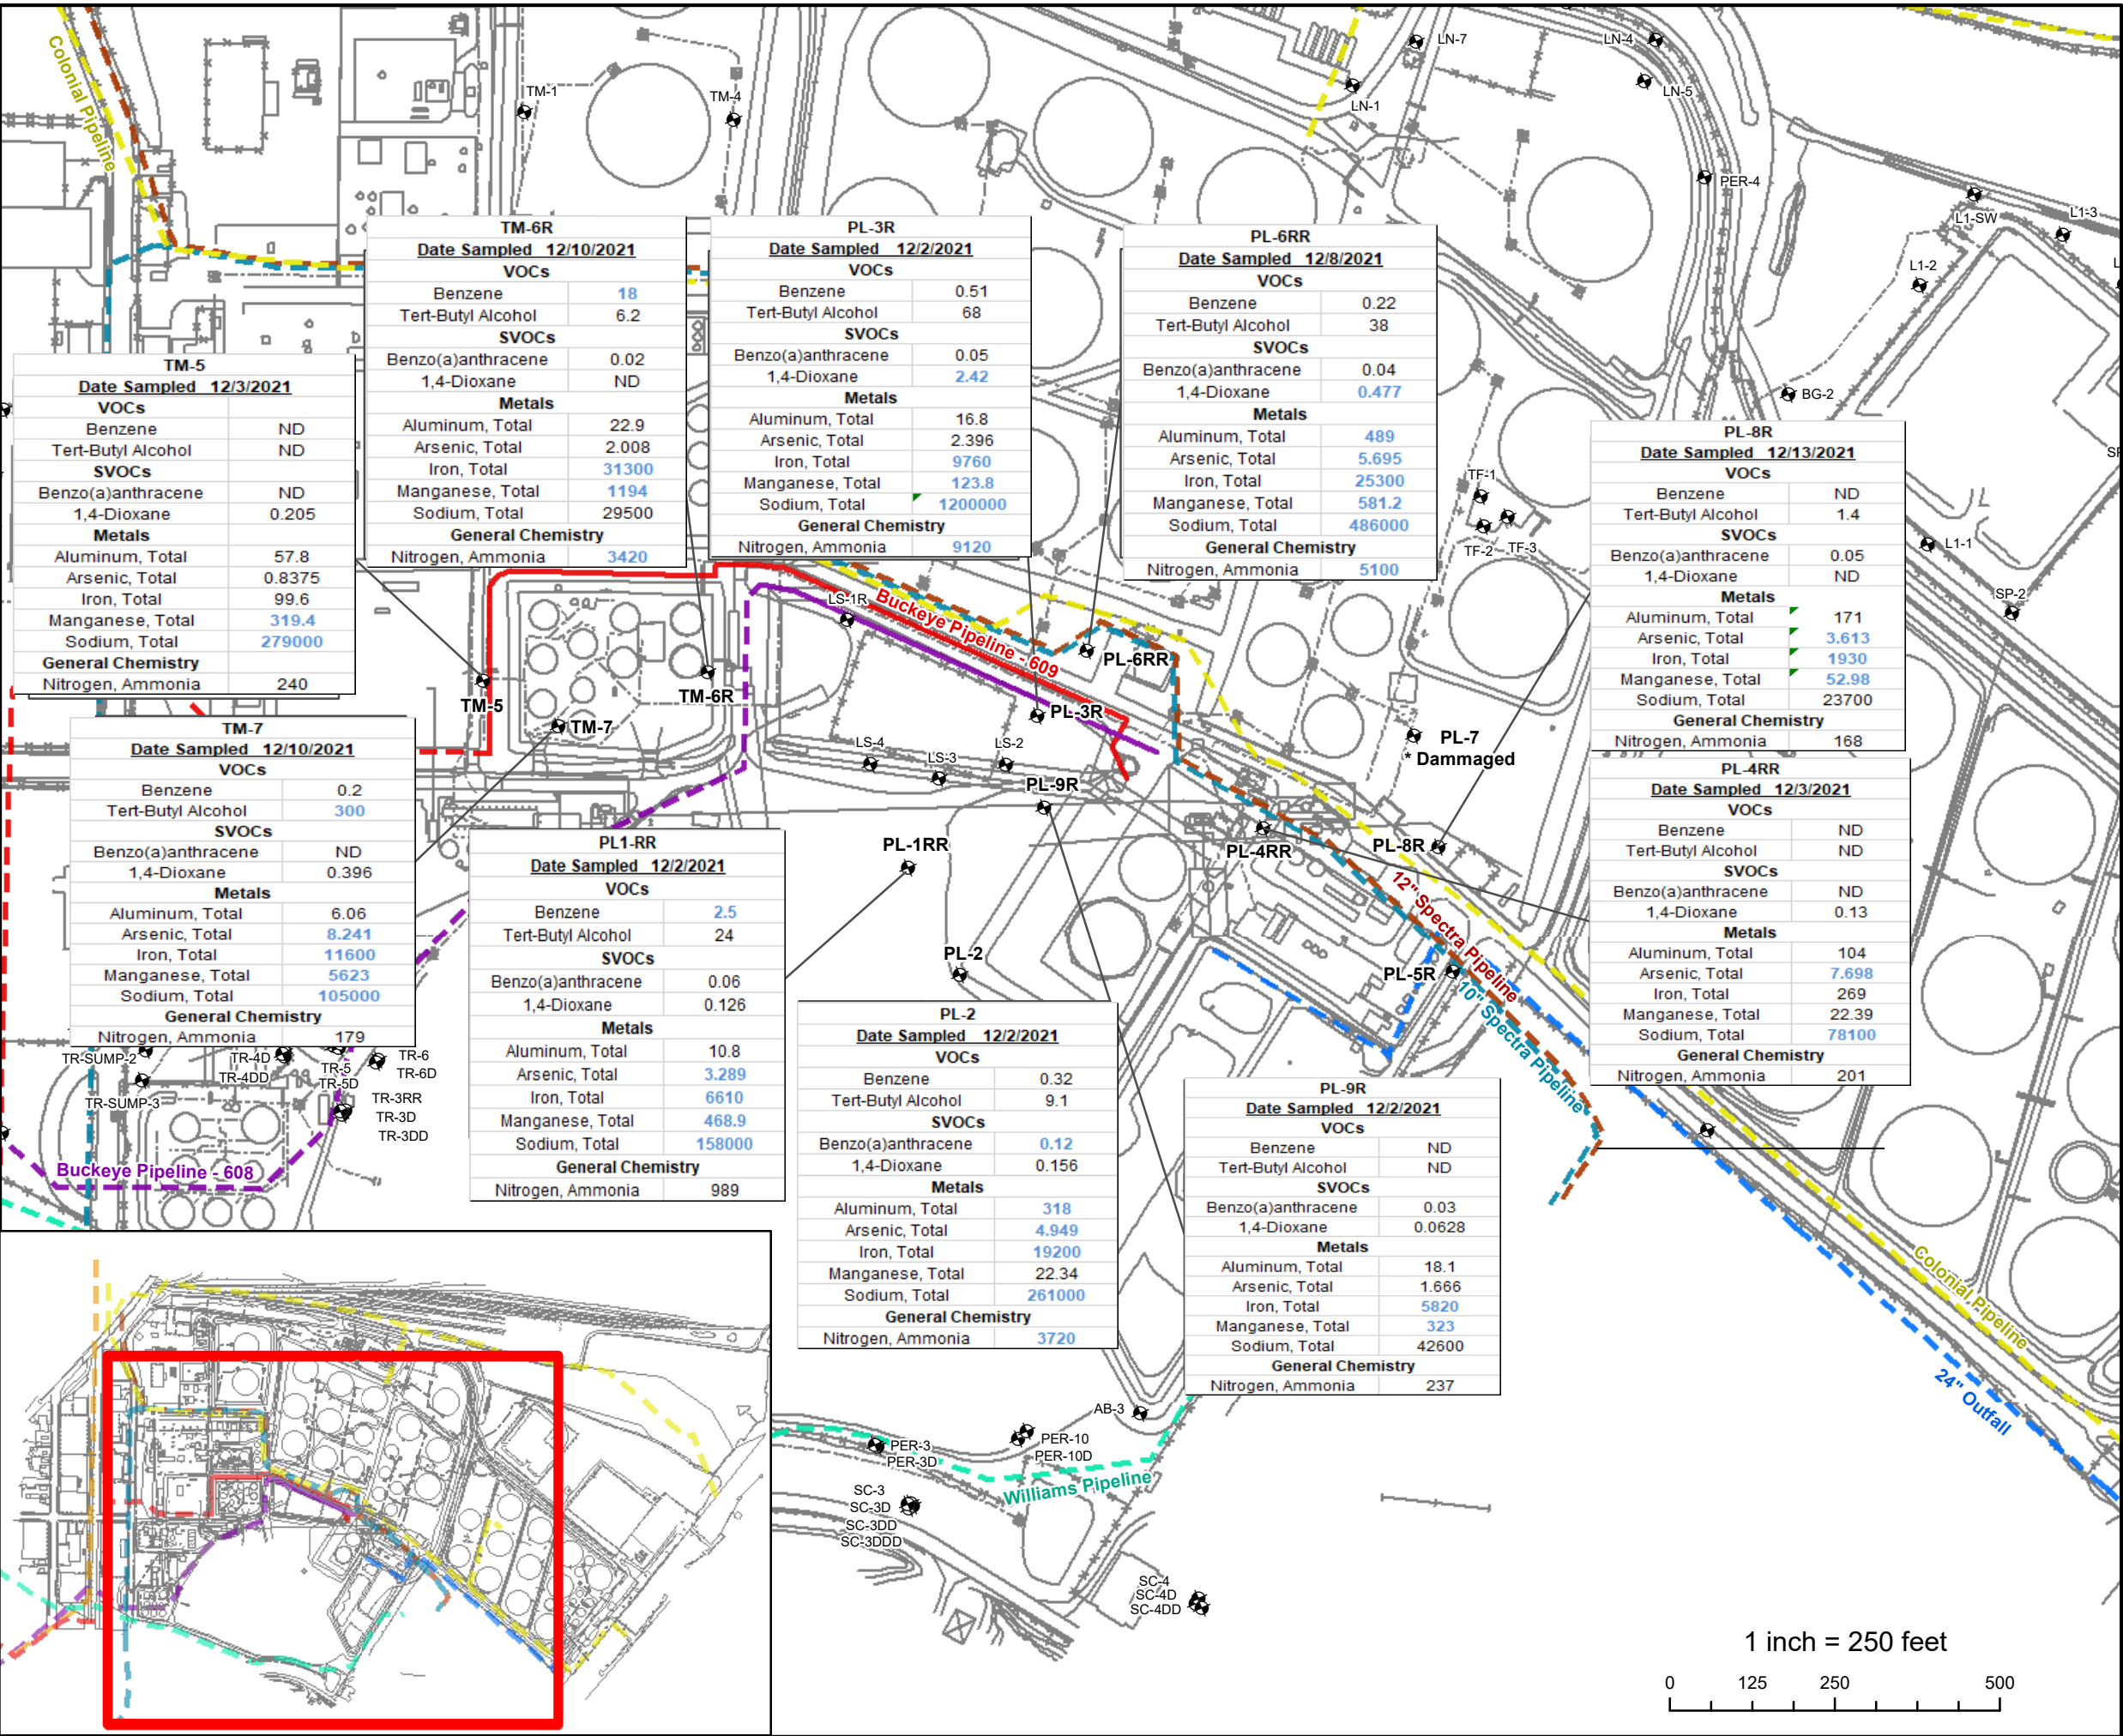 Colonial Pipeline
TM-1
TM-4
LN-7
LN-1
LN-4
LN-5
PER-4
L1-SW
L1-3
L1-2
L
BG-2
SP
L1-1
SP-2
TF-1
TF-2
TF-3
TM-6R
Date Sampled 12/10/2021
VOCs
Benzene 18
Tert-Butyl Alcohol 6.2
SVOCs
Benzo(a)anthracene 0.02
1,4-Dioxane ND
Metals
Aluminum, Total 22.9
Arsenic, Total 2.008
Iron, Total 31300
Manganese, Total 1194
Sodium, Total 29500
General Chemistry
Nitrogen, Ammonia 3420
PL-3R
Date Sampled 12/2/2021
VOCs
Benzene 0.51
Tert-Butyl Alcohol 68
SVOCs
Benzo(a)anthracene 0.05
1,4-Dioxane 2.42
Metals
Aluminum, Total 16.8
Arsenic, Total 2.396
Iron, Total 9760
Manganese, Total 123.8
Sodium, Total 1200000
General Chemistry
Nitrogen, Ammonia 9120
PL-6RR
Date Sampled 12/8/2021
VOCs
Benzene 0.22
Tert-Butyl Alcohol 38
SVOCs
Benzo(a)anthracene 0.04
1,4-Dioxane 0.477
Metals
Aluminum, Total 489
Arsenic, Total 5.695
Iron, Total 25300
Manganese, Total 581.2
Sodium, Total 486000
General Chemistry
Nitrogen, Ammonia 5100
TM-5
Date Sampled 12/3/2021
VOCs
Benzene ND
Tert-Butyl Alcohol ND
SVOCs
Benzo(a)anthracene ND
1,4-Dioxane 0.205
Metals
Aluminum, Total 57.8
Arsenic, Total 0.8375
Iron, Total 99.6
Manganese, Total 319.4
Sodium, Total 279000
General Chemistry
Nitrogen, Ammonia 240
PL-8R
Date Sampled 12/13/2021
VOCs
Benzene ND
Tert-Butyl Alcohol 1.4
SVOCs
Benzo(a)anthracene 0.05
1,4-Dioxane ND
Metals
Aluminum, Total 171
Arsenic, Total 3.613
Iron, Total 1930
Manganese, Total 52.98
Sodium, Total 23700
General Chemistry
Nitrogen, Ammonia 168
LS-1R
Buckeye Pipeline - 609
PL-6RR
TM-5
TM-6R
TM-7
PL-3R
LS-4
LS-3
LS-2
PL-9R
PL-7
* Damaged
PL-1RR
PL-4RR
PL-8R
PL-2
PL-5R
12" Spectra Pipeline
10" Spectra Pipeline
TM-7
Date Sampled 12/10/2021
VOCs
Benzene 0.2
Tert-Butyl Alcohol 300
SVOCs
Benzo(a)anthracene ND
1,4-Dioxane 0.396
Metals
Aluminum, Total 6.06
Arsenic, Total 8.241
Iron, Total 11600
Manganese, Total 5623
Sodium, Total 105000
General Chemistry
Nitrogen, Ammonia 179
PL-4RR
Date Sampled 12/3/2021
VOCs
Benzene ND
Tert-Butyl Alcohol ND
SVOCs
Benzo(a)anthracene ND
1,4-Dioxane 0.13
Metals
Aluminum, Total 104
Arsenic, Total 7.698
Iron, Total 269
Manganese, Total 22.39
Sodium, Total 78100
General Chemistry
Nitrogen, Ammonia 201
PL1-RR
Date Sampled 12/2/2021
VOCs
Benzene 2.5
Tert-Butyl Alcohol 24
SVOCs
Benzo(a)anthracene 0.06
1,4-Dioxane 0.126
Metals
Aluminum, Total 10.8
Arsenic, Total 3.289
Iron, Total 6610
Manganese, Total 468.9
Sodium, Total 158000
General Chemistry
Nitrogen, Ammonia 989
PL-2
Date Sampled 12/2/2021
VOCs
Benzene 0.32
Tert-Butyl Alcohol 9.1
SVOCs
Benzo(a)anthracene 0.12
1,4-Dioxane 0.156
Metals
Aluminum, Total 318
Arsenic, Total 4.949
Iron, Total 19200
Manganese, Total 22.34
Sodium, Total 261000
General Chemistry
Nitrogen, Ammonia 3720
PL-9R
Date Sampled 12/2/2021
VOCs
Benzene ND
Tert-Butyl Alcohol ND
SVOCs
Benzo(a)anthracene 0.03
1,4-Dioxane 0.0628
Metals
Aluminum, Total 18.1
Arsenic, Total 1.666
Iron, Total 5820
Manganese, Total 323
Sodium, Total 42600
General Chemistry
Nitrogen, Ammonia 237
TR-SUMP-2
TR-SUMP-3
TR-4D
TR-4DD
TR-5
TR-5D
TR-6
TR-6D
TR-3RR
TR-3D
TR-3DD
Buckeye Pipeline - 608
Colonial Pipeline
24" Outfall
AB-3
PER-3
PER-3D
PER-10
PER-10D
Williams Pipeline
SC-3
SC-3D
SC-3DD
SC-3DDD
SC-4
SC-4D
SC-4DD
1 inch = 250 feet
0 125 250 500